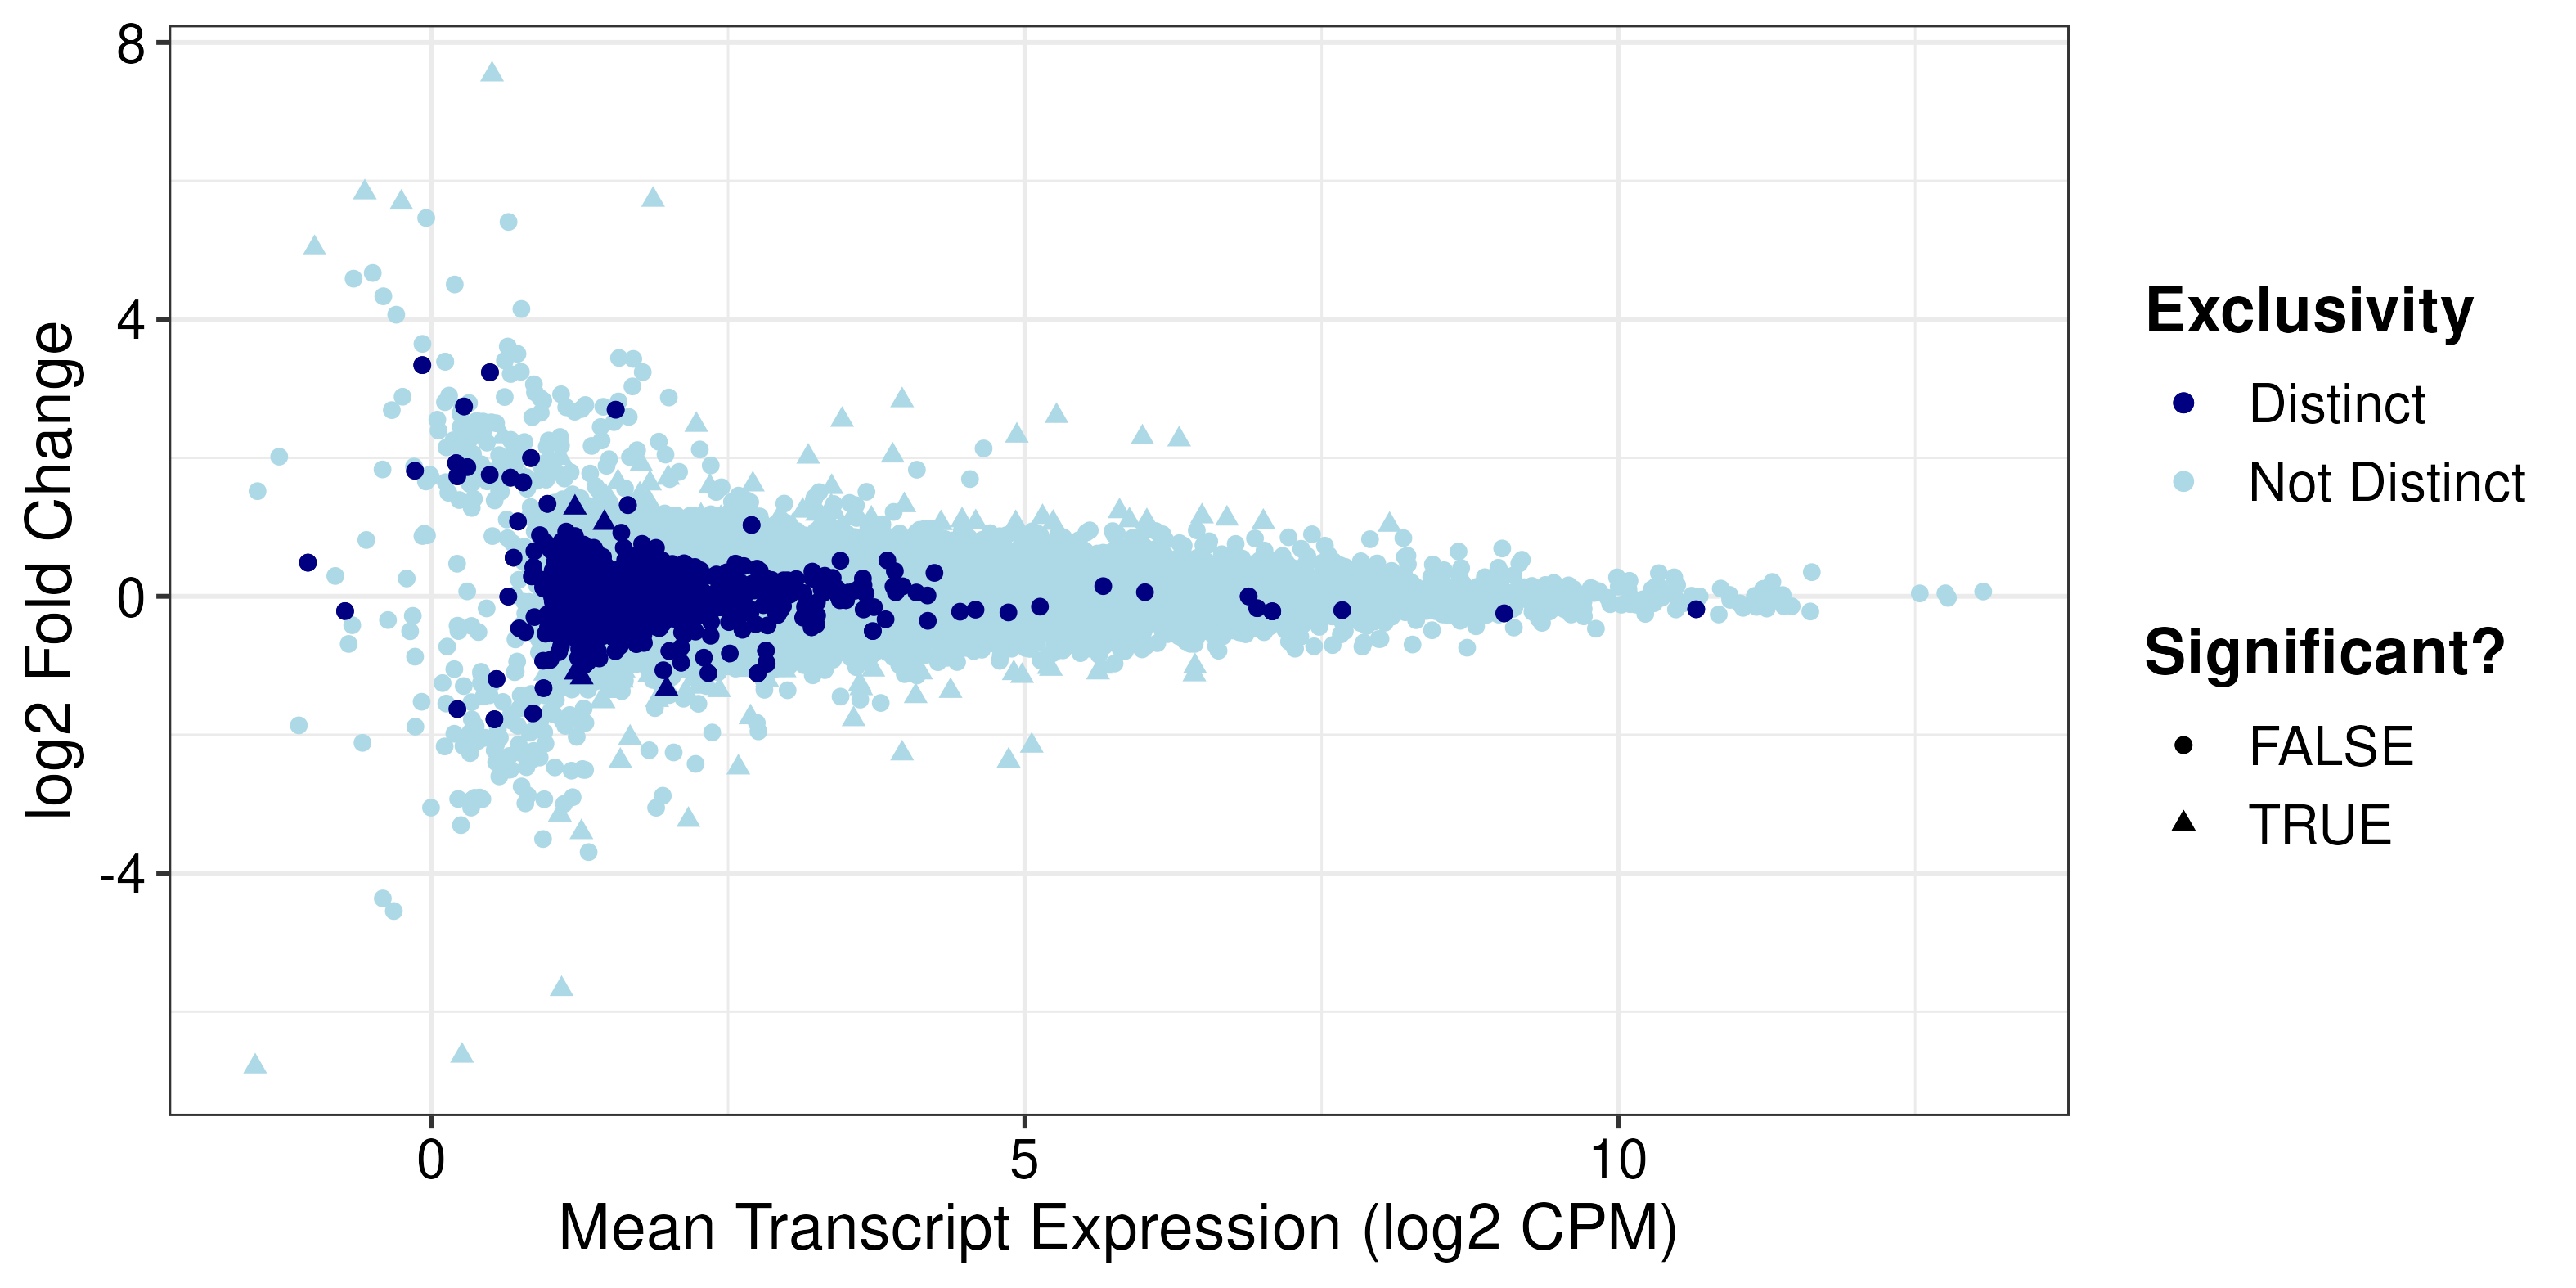 8
4
0
-4
log2 Fold Change
0
5
10
Mean Transcript Expression (log2 CPM)
Exclusivity
Distinct
Not Distinct
Significant?
FALSE
TRUE